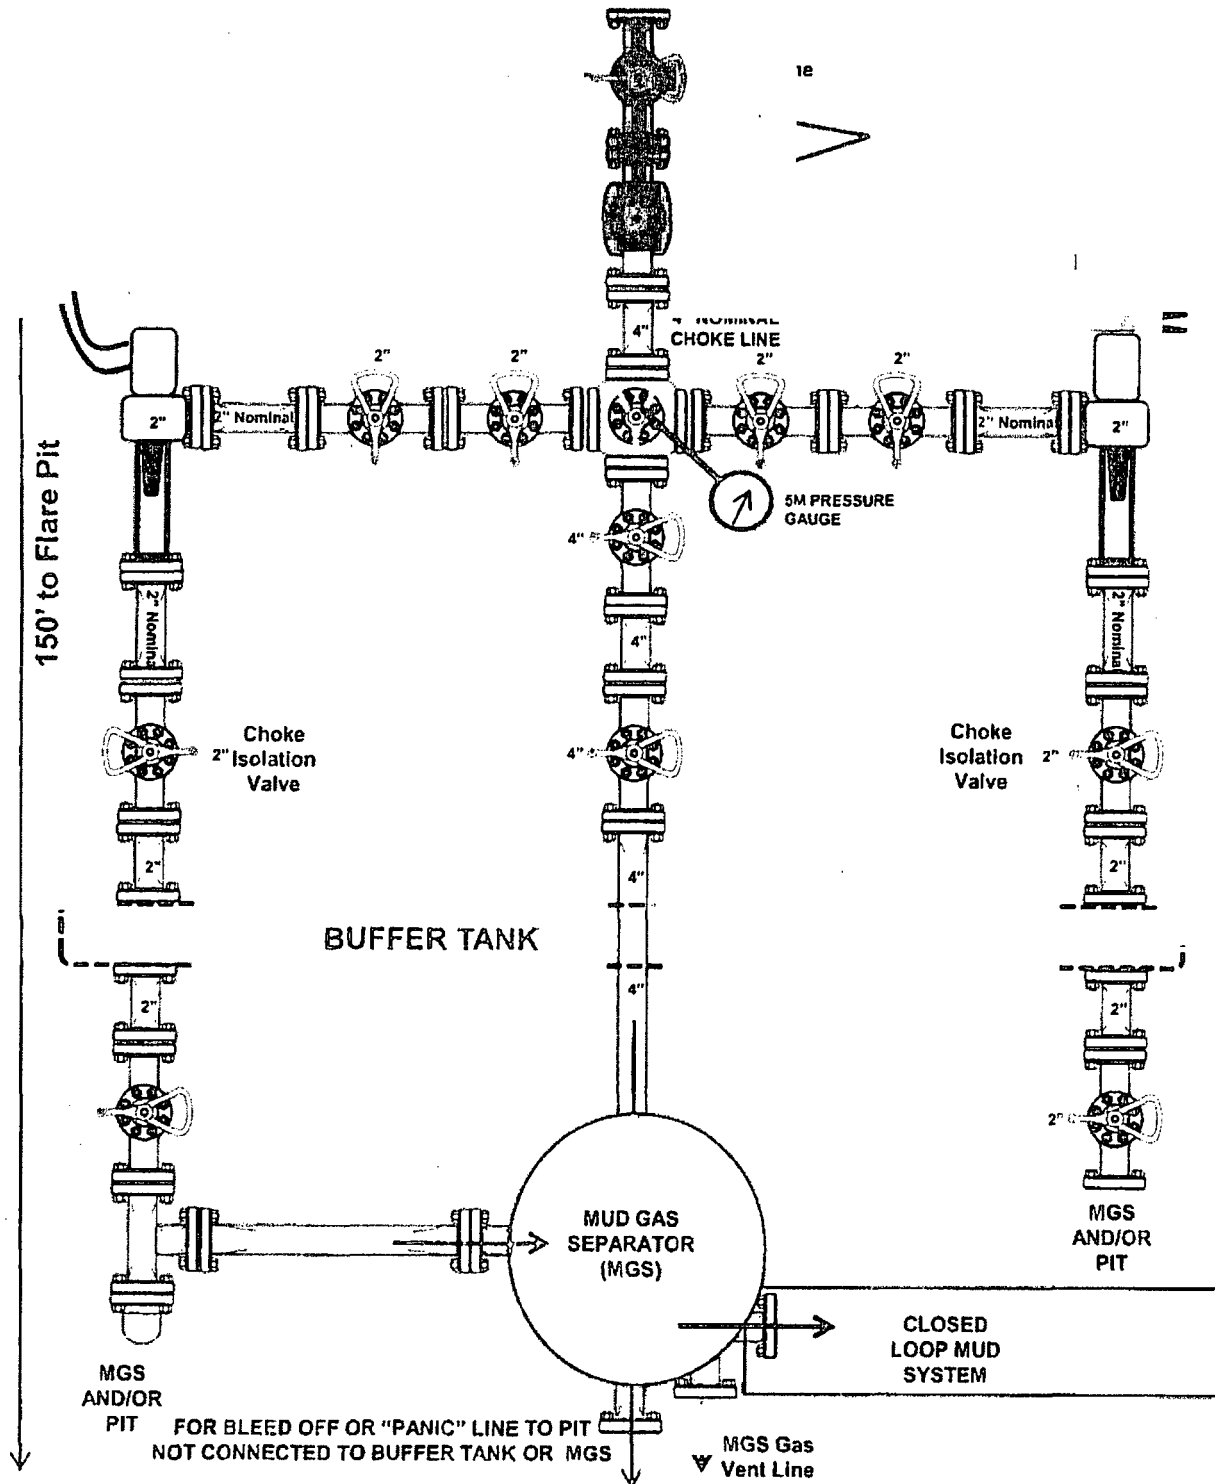 4"
4" NOMINAL
CHOKE LINE
2"
2"
2"
2"
2"
2" Nominal
2" Nominal
2"
5M PRESSURE
GAUGE
4"
150' to Flare Pit
2" Nominal
4"
2" Nominal
Choke
Isolation
Valve
2"
4"
Choke
Isolation
Valve
2"
2"
4"
2"
BUFFER TANK
2"
4"
2"
2"
MUD GAS
SEPARATOR
(MGS)
MGS
AND/OR
PIT
CLOSED
LOOP MUD
SYSTEM
MGS
AND/OR
PIT
FOR BLEED OFF OR "PANIC" LINE TO PIT
NOT CONNECTED TO BUFFER TANK OR MGS
MGS Gas
Vent Line